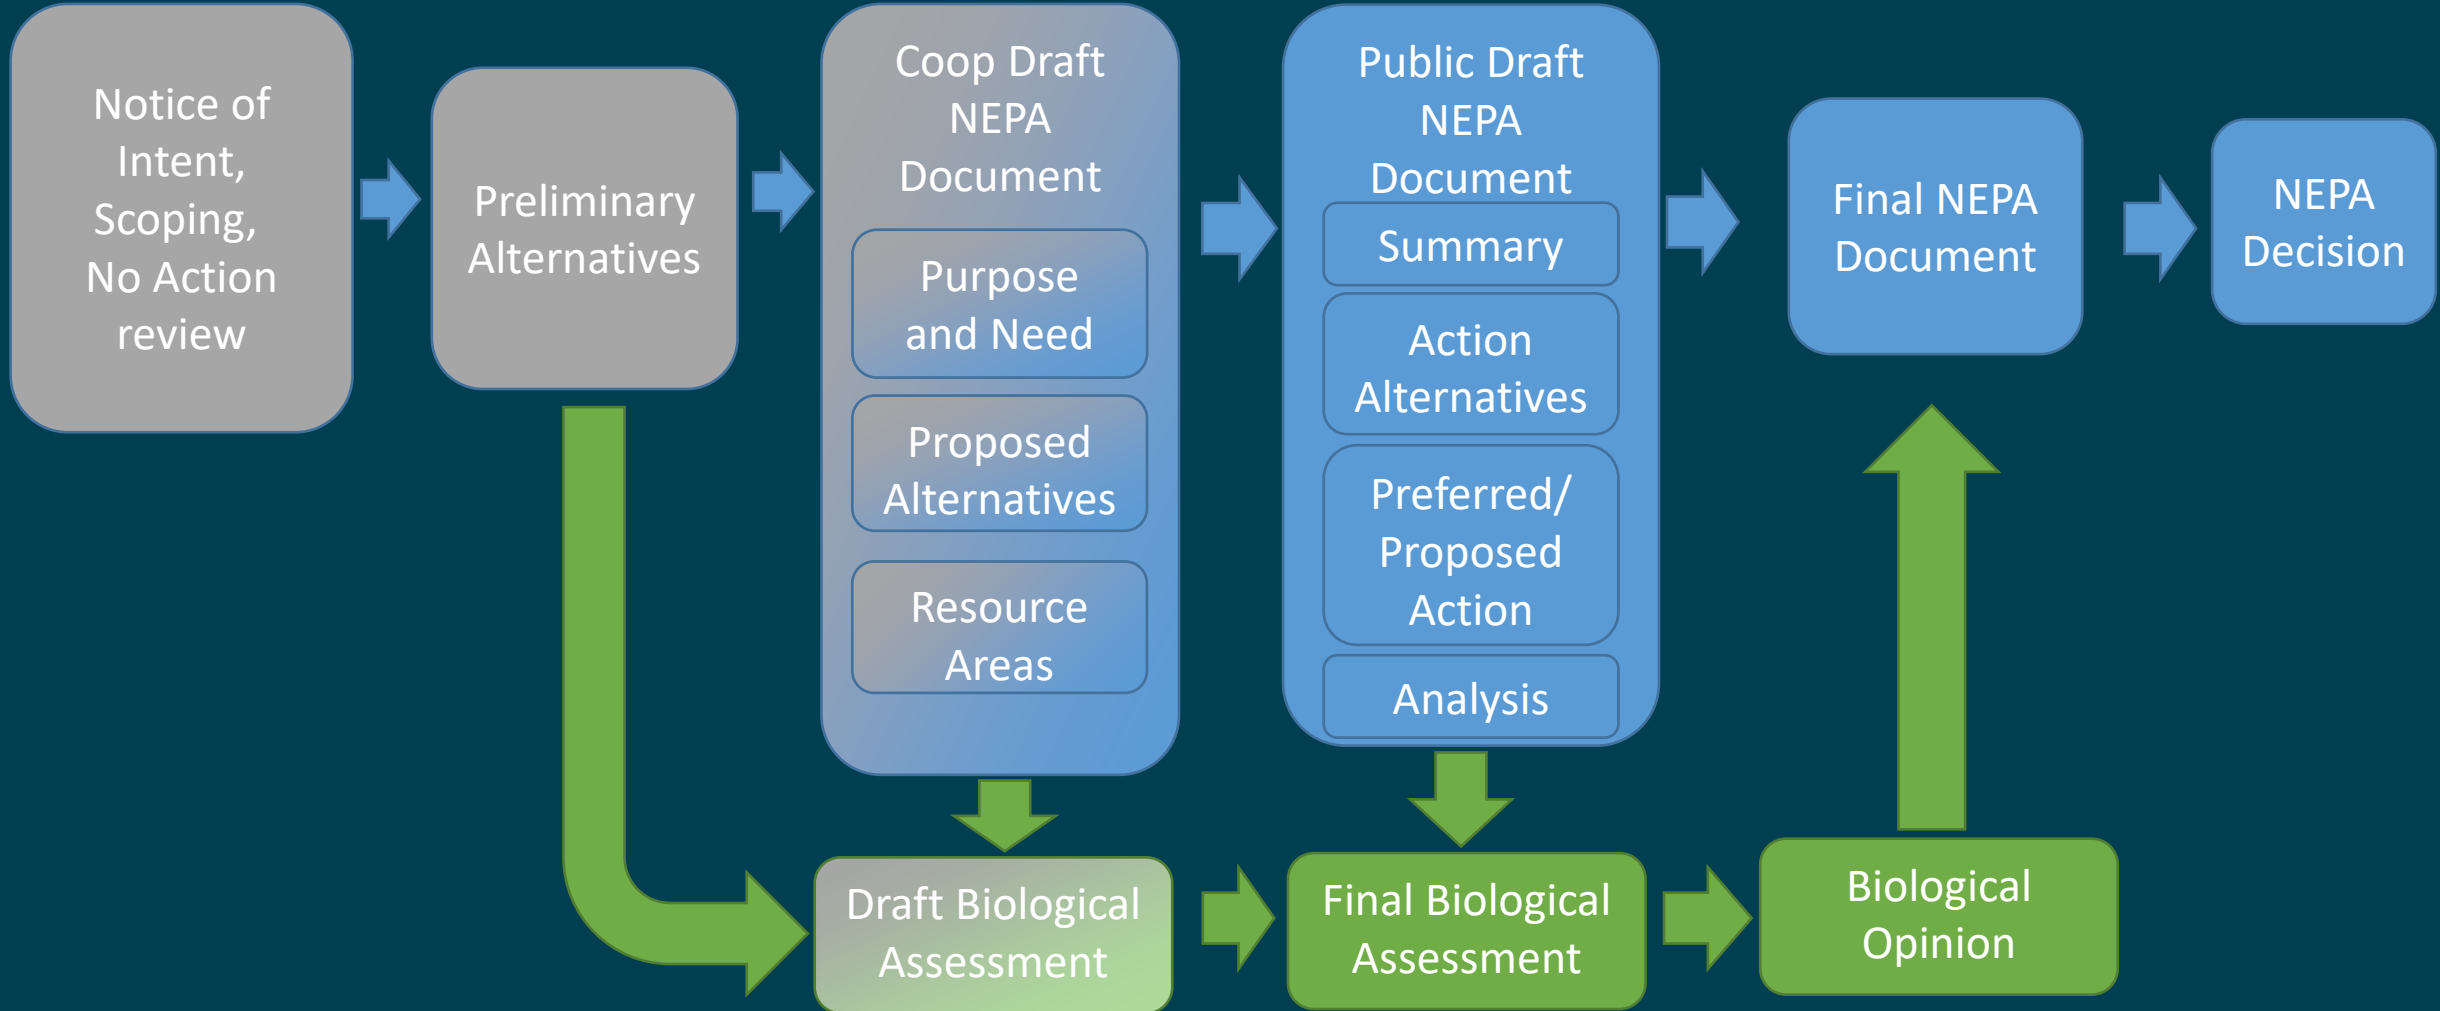 Notice of
Intent,
Scoping,
No Action
review
Preliminary
Alternatives
Coop Draft
NEPA
Document
Purpose
and Need
Proposed
Alternatives
Resource
Areas
Public Draft
NEPA
Document
Summary
Action
Alternatives
Preferred/
Proposed
Action
Analysis
Final NEPA
Document
NEPA
Decision
Draft Biological
Assessment
Final Biological
Assessment
Biological
Opinion